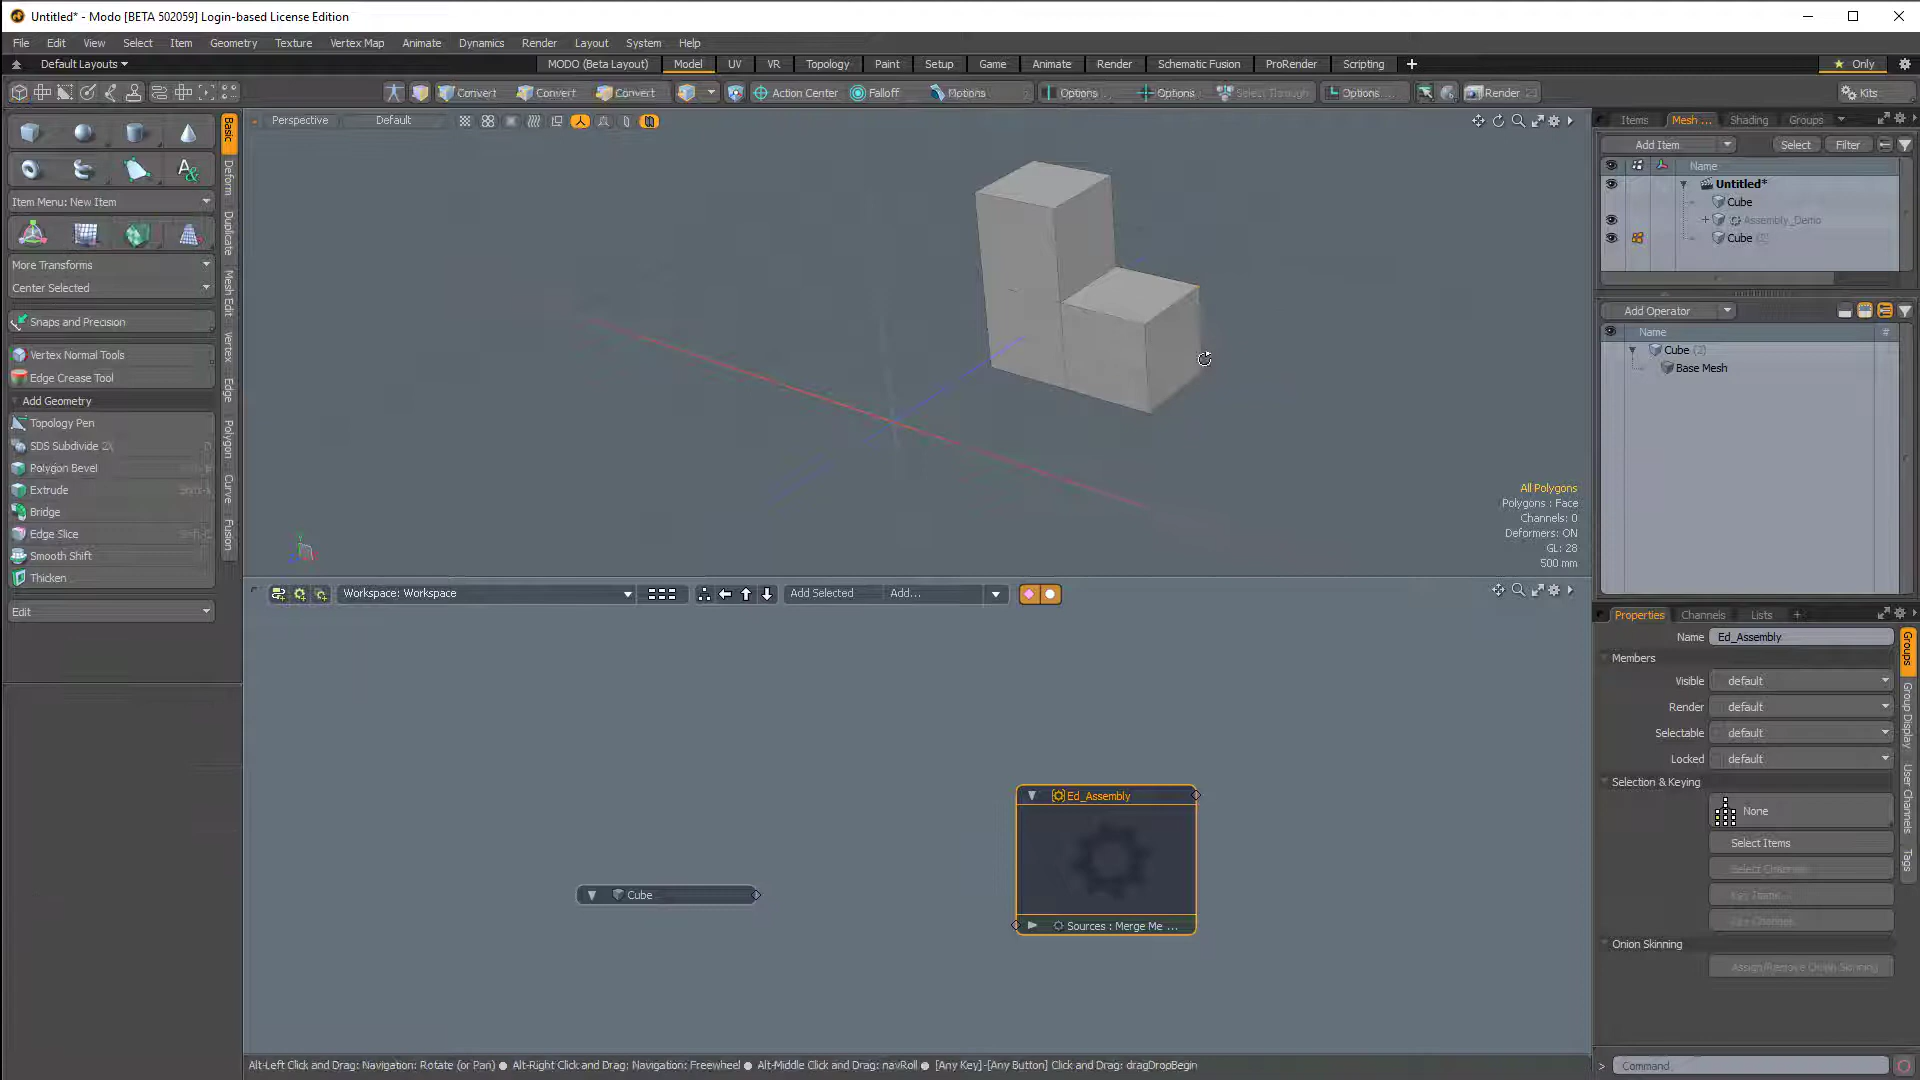 Untitled* - Modo [BETA 502059] Login-based License Edition
File Edit View Select Item Geometry Texture Vertex Map Animate Dynamics Render Layout System Help
Default Layouts MODO (Beta Layout) Model UV VR Topology Paint Setup Game Animate Render Schematic Fusion ProRender Scripting Only
Convert Convert Convert Action Center Falloff Motions Options Options Select Through Options... Render Kits
Perspective Default
Basic
Deform
Duplicate
Mesh Edit
Vertex
Edge
Polygon
Curve
Fusion
Item Menu: New Item
More Transforms
Center Selected
Snaps and Precision
Vertex Normal Tools
Edge Crease Tool
Add Geometry
Topology Pen
SDS Subdivide 2X
Polygon Bevel
Extrude
Bridge
Edge Slice
Smooth Shift
Thicken
Edit
All Polygons
Polygons : Face
Channels: 0
Deformers: ON
GL: 28
500 mm
Workspace: Workspace Add Selected Add...
Ed_Assembly
Sources : Merge Me ...
Cube
Items Mesh ... Shading Groups
Add Item Select Filter
Name
Untitled*
Cube
Assembly_Demo
Cube (2)
Add Operator
Name #
Cube (2)
Base Mesh
Properties Channels Lists +
Name Ed_Assembly
Members
Visible default
Render default
Selectable default
Locked default
Selection & Keying
None
Select Items
Select Channels
Key Items...
Onion Skinning
Assign/Remove Onion Skinning
Groups
Group Display
User Channels
Tags
Alt-Left Click and Drag: Navigation: Rotate (or Pan) ● Alt-Right Click and Drag: Navigation: Freewheel ● Alt-Middle Click and Drag: navRoll ● [Any Key]-[Any Button] Click and Drag: dragDropBegin
> Command